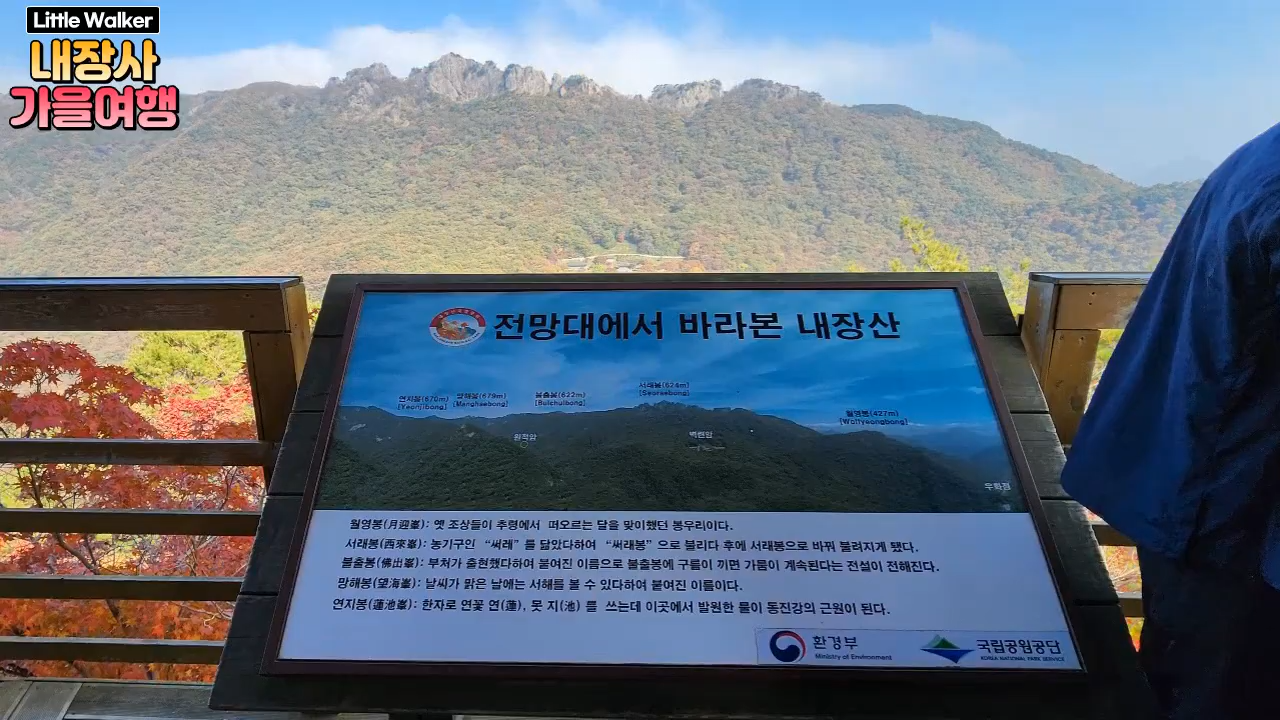 Little Walker
내장사
가을여행
전망대에서 바라본 내장산
연지봉(670m)
[Yeonjibong]
망해봉(679m)
[Manghaebong]
불출봉(622m)
[Bulchulbong]
서래봉(624m)
[Seoraebong]
월영봉(427m)
[Wollyeongbong]
원적암
백련암
우화정
월영봉(月迎峯): 옛 조상들이 추령에서 떠오르는 달을 맞이했던 봉우리이다.
서래봉(西來峯): 농기구인 “써래”를 닮았다하여 “써래봉”으로 불리다 후에 서래봉으로 바꿔 불려지게 됐다.
불출봉(佛出峯): 부처가 출현했다하여 붙여진 이름으로 불출봉에 구름이 끼면 가뭄이 계속된다는 전설이 전해진다.
망해봉(望海峯): 날씨가 맑은 날에는 서해를 볼 수 있다하여 붙여진 이름이다.
연지봉(蓮池峯): 한자로 연꽃 연(蓮), 못 지(池) 를 쓰는데 이곳에서 발원한 물이 동진강의 근원이 된다.
환경부
Ministry of Environment
국립공원공단
KOREA NATIONAL PARK SERVICE